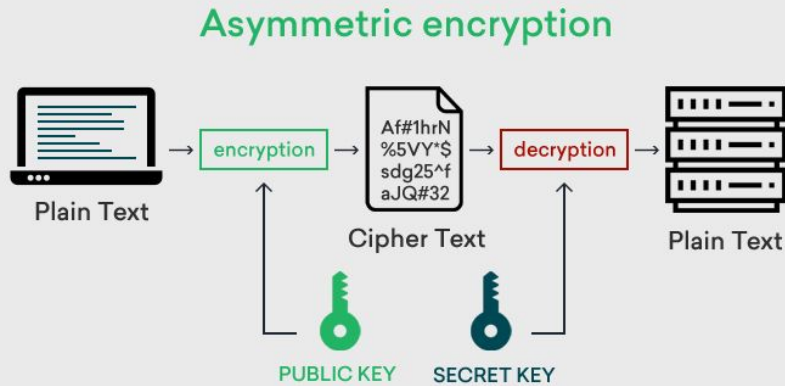 Asymmetric encryption
Plain Text
encryption
Af#1hrN
%5VY*$
sdg25^f
aJQ#32
Cipher Text
decryption
Plain Text
PUBLIC KEY
SECRET KEY